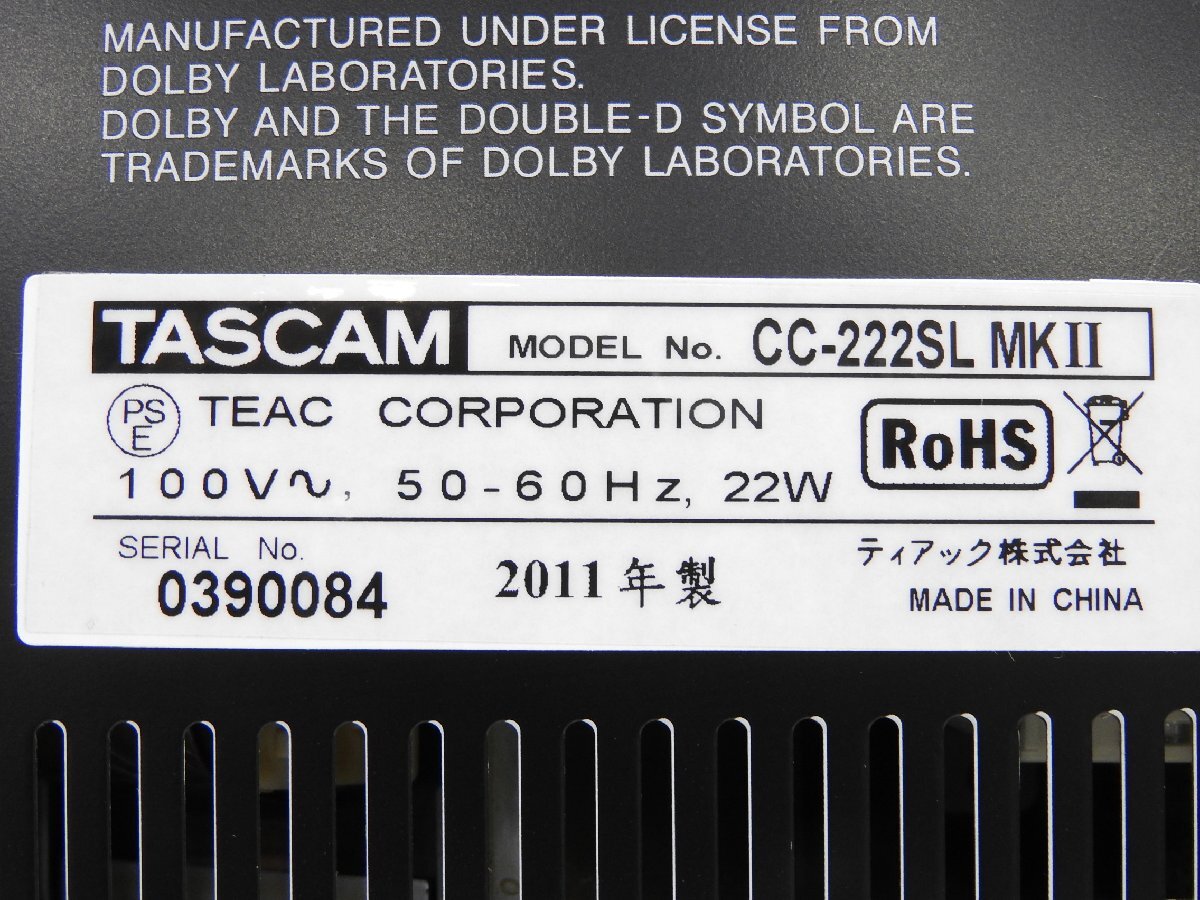 MANUFACTURED UNDER LICENSE FROM
DOLBY LABORATORIES.
DOLBY AND THE DOUBLE-D SYMBOL ARE
TRADEMARKS OF DOLBY LABORATORIES.
TASCAM MODEL No. CC-222SL MKII
PSE TEAC CORPORATION
RoHS
100V～, 50-60Hz, 22W
SERIAL No.
0390084
2011年製
ティアック株式会社
MADE IN CHINA